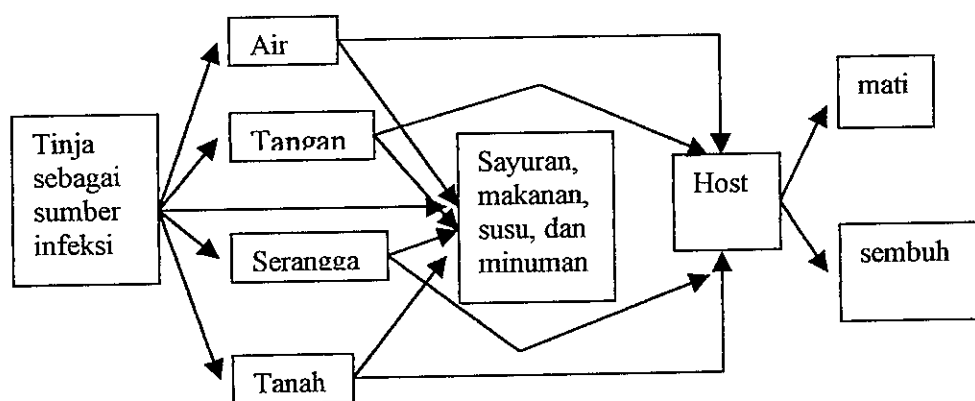 Tinja
sebagai
sumber
infeksi
Air
Tangan
Serangga
Tanah
Sayuran,
makanan,
susu, dan
minuman
Host
mati
sembuh